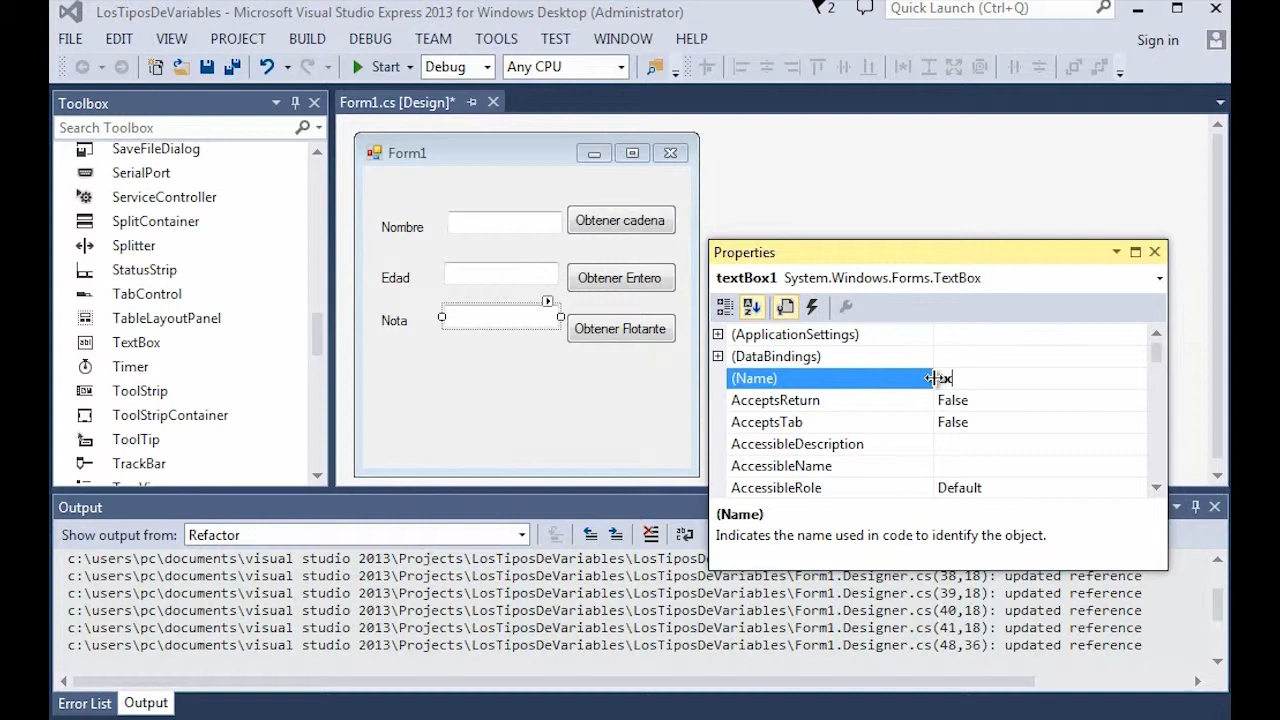 LosTiposDeVariables - Microsoft Visual Studio Express 2013 for Windows Desktop (Administrator)
2
Quick Launch (Ctrl+Q)
FILE EDIT VIEW PROJECT BUILD DEBUG TEAM TOOLS TEST WINDOW HELP
Sign in
Start Debug Any CPU
Toolbox
Search Toolbox
SaveFileDialog
SerialPort
ServiceController
SplitContainer
Splitter
StatusStrip
TabControl
TableLayoutPanel
TextBox
Timer
ToolStrip
ToolStripContainer
ToolTip
TrackBar
Form1.cs [Design]*
Form1
Nombre
Obtener cadena
Edad
Obtener Entero
Nota
Obtener Flotante
Properties
textBox1 System.Windows.Forms.TextBox
(ApplicationSettings)
(DataBindings)
(Name)
AcceptsReturn False
AcceptsTab False
AccessibleDescription
AccessibleName
AccessibleRole Default
(Name)
Indicates the name used in code to identify the object.
Output
Show output from: Refactor
c:\users\pc\documents\visual studio 2013\Projects\LosTiposDeVariables\LosTiposDeV
c:\users\pc\documents\visual studio 2013\Projects\LosTiposDeVariables\LosTiposDeVariables\Form1.Designer.cs(38,18): updated reference
c:\users\pc\documents\visual studio 2013\Projects\LosTiposDeVariables\LosTiposDeVariables\Form1.Designer.cs(39,18): updated reference
c:\users\pc\documents\visual studio 2013\Projects\LosTiposDeVariables\LosTiposDeVariables\Form1.Designer.cs(40,18): updated reference
c:\users\pc\documents\visual studio 2013\Projects\LosTiposDeVariables\LosTiposDeVariables\Form1.Designer.cs(41,18): updated reference
c:\users\pc\documents\visual studio 2013\Projects\LosTiposDeVariables\LosTiposDeVariables\Form1.Designer.cs(48,36): updated reference
Error List Output